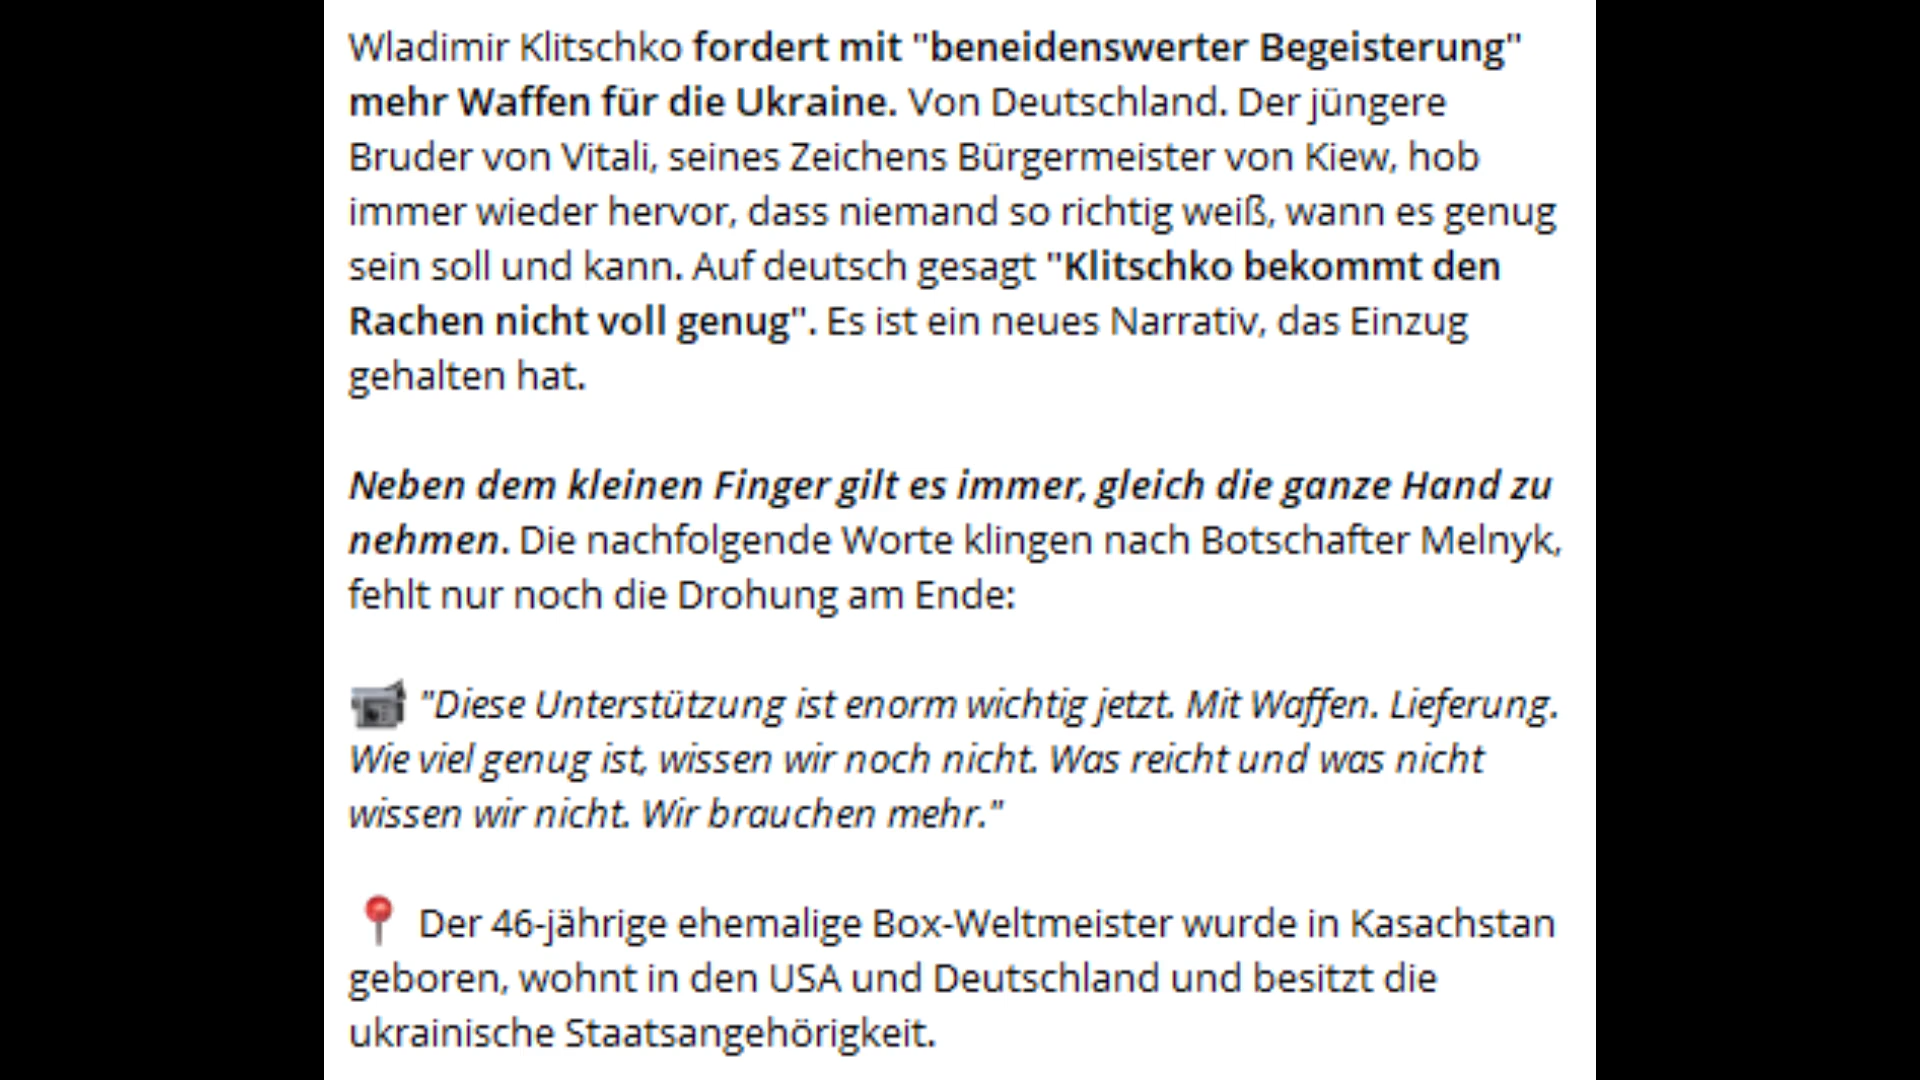 Wladimir Klitschko fordert mit "beneidenswerter Begeisterung"
mehr Waffen für die Ukraine. Von Deutschland. Der jüngere
Bruder von Vitali, seines Zeichens Bürgermeister von Kiew, hob
immer wieder hervor, dass niemand so richtig weiß, wann es genug
sein soll und kann. Auf deutsch gesagt "Klitschko bekommt den
Rachen nicht voll genug". Es ist ein neues Narrativ, das Einzug
gehalten hat.
Neben dem kleinen Finger gilt es immer, gleich die ganze Hand zu
nehmen. Die nachfolgende Worte klingen nach Botschafter Melnyk,
fehlt nur noch die Drohung am Ende:
"Diese Unterstützung ist enorm wichtig jetzt. Mit Waffen. Lieferung.
Wie viel genug ist, wissen wir noch nicht. Was reicht und was nicht
wissen wir nicht. Wir brauchen mehr."
Der 46-jährige ehemalige Box-Weltmeister wurde in Kasachstan
geboren, wohnt in den USA und Deutschland und besitzt die
ukrainische Staatsangehörigkeit.